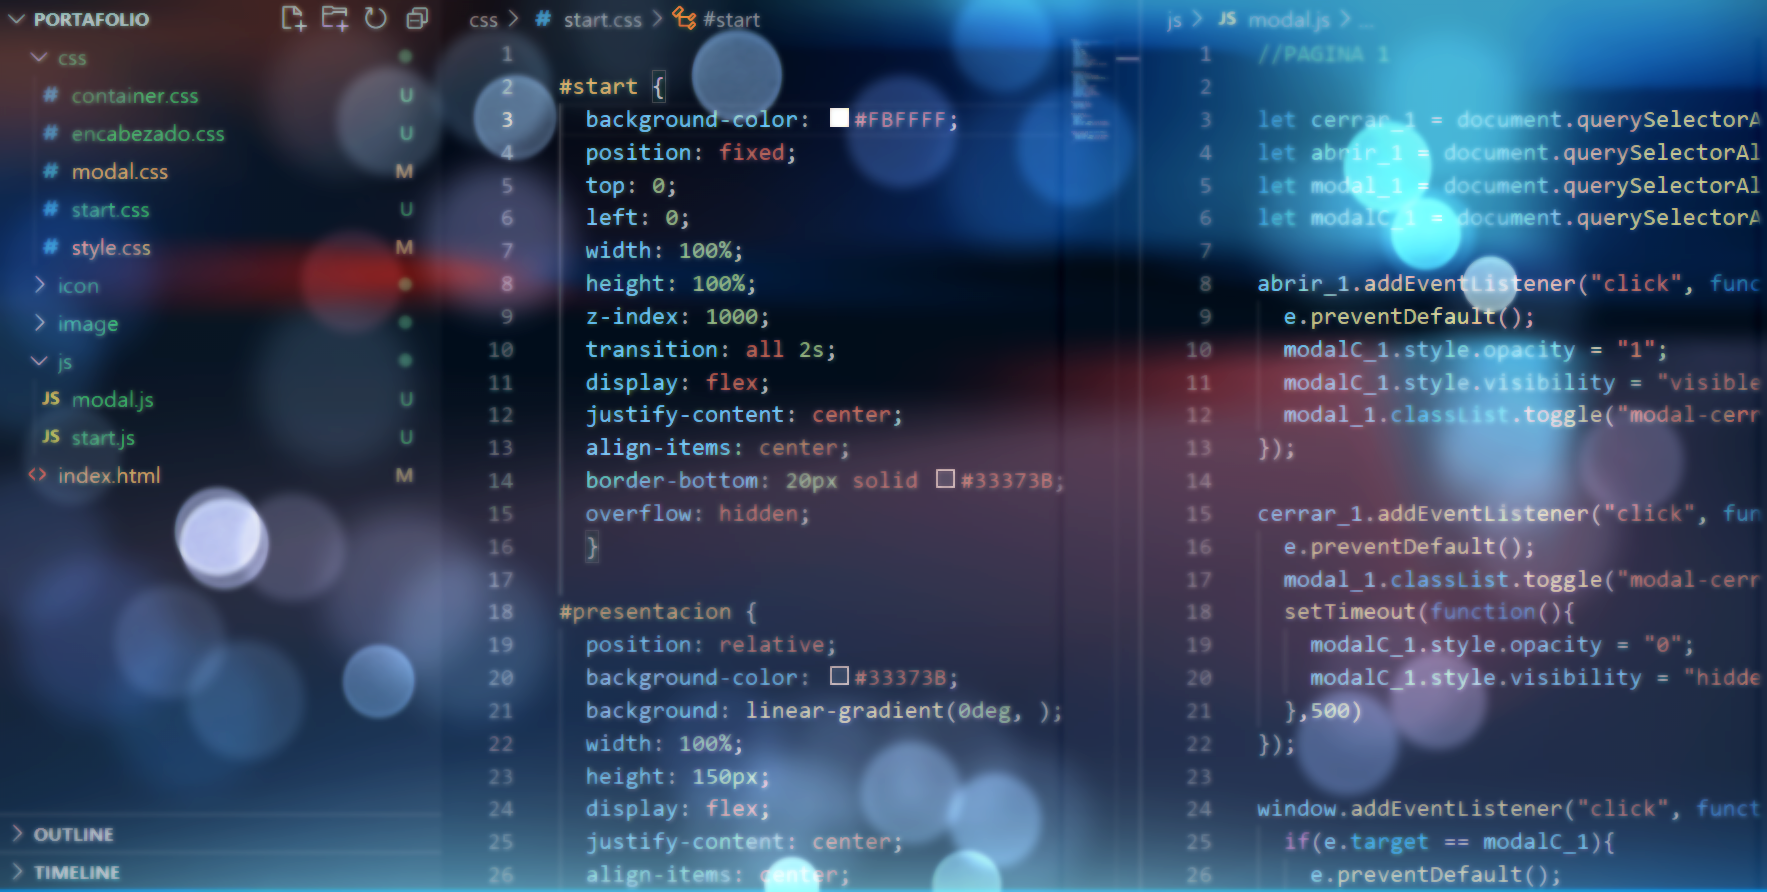 PORTAFOLIO
css
# container.css U
# encabezado.css U
# modal.css M
# start.css U
# style.css M
icon
image
js
JS modal.js U
JS start.js U
<> index.html M
OUTLINE
TIMELINE
css > # start.css > #start
1
2 #start {
3 background-color: #FBFFFF;
4 position: fixed;
5 top: 0;
6 left: 0;
7 width: 100%;
8 height: 100%;
9 z-index: 1000;
10 transition: all 2s;
11 display: flex;
12 justify-content: center;
13 align-items: center;
14 border-bottom: 20px solid #33373B;
15 overflow: hidden;
16 }
17
18 #presentacion {
19 position: relative;
20 background-color: #33373B;
21 background: linear-gradient(0deg, );
22 width: 100%;
23 height: 150px;
24 display: flex;
25 justify-content: center;
26 align-items: center;
js > JS modal.js > ...
1 //PAGINA 1
2
3 let cerrar_1 = document.querySelectorA
4 let abrir_1 = document.querySelectorAl
5 let modal_1 = document.querySelectorAl
6 let modalC_1 = document.querySelectorA
7
8 abrir_1.addEventListener("click", func
9 e.preventDefault();
10 modalC_1.style.opacity = "1";
11 modalC_1.style.visibility = "visible
12 modal_1.classList.toggle("modal-cerr
13 });
14
15 cerrar_1.addEventListener("click", fun
16 e.preventDefault();
17 modal_1.classList.toggle("modal-cerr
18 setTimeout(function(){
19 modalC_1.style.opacity = "0";
20 modalC_1.style.visibility = "hidde
21 },500)
22 });
23
24 window.addEventListener("click", funct
25 if(e.target == modalC_1){
26 e.preventDefault();